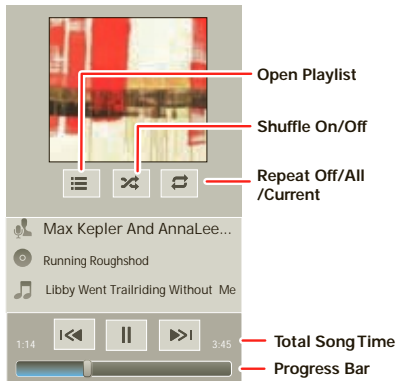 Open Playlist
Shuffle On/Off
Repeat Off/All
/Current
Max Kepler And AnnaLee...
Running Roughshod
Libby Went Trailriding Without Me
1:14
3:45
Total Song Time
Progress Bar